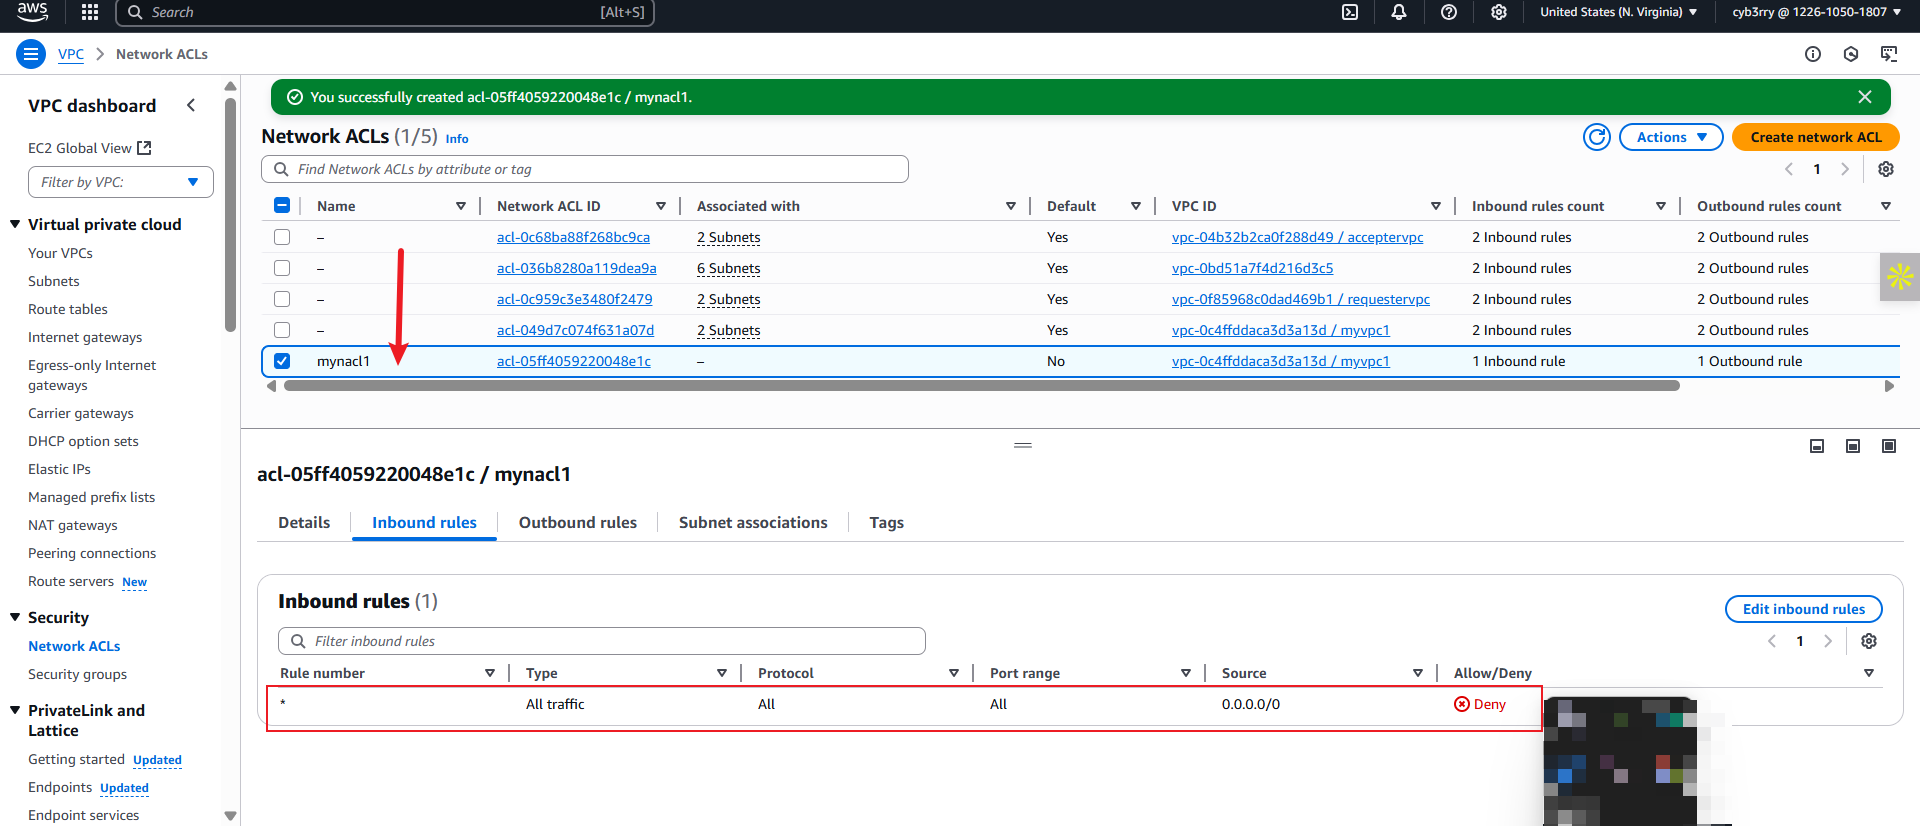 aws
Search [Alt+S] United States (N. Virginia) cyb3rry @ 1226-1050-1807
VPC Network ACLs
VPC dashboard
EC2 Global View
Filter by VPC:
Virtual private cloud
Your VPCs
Subnets
Route tables
Internet gateways
Egress-only Internet
gateways
Carrier gateways
DHCP option sets
Elastic IPs
Managed prefix lists
NAT gateways
Peering connections
Route servers New
Security
Network ACLs
Security groups
PrivateLink and
Lattice
Getting started Updated
Endpoints Updated
Endpoint services
You successfully created acl-05ff4059220048e1c / mynacl1.
Network ACLs (1/5) Info
Actions Create network ACL
Find Network ACLs by attribute or tag
1
Name Network ACL ID Associated with Default VPC ID Inbound rules count Outbound rules count
– acl-0c68ba88f268bc9ca 2 Subnets Yes vpc-04b32b2ca0f288d49 / acceptervpc 2 Inbound rules 2 Outbound rules
– acl-036b8280a119dea9a 6 Subnets Yes vpc-0bd51a7f4d216d3c5 2 Inbound rules 2 Outbound rules
– acl-0c959c3e3480f2479 2 Subnets Yes vpc-0f85968c0dad469b1 / requestervpc 2 Inbound rules 2 Outbound rules
– acl-049d7c074f631a07d 2 Subnets Yes vpc-0c4ffddaca3d3a13d / myvpc1 2 Inbound rules 2 Outbound rules
mynacl1 acl-05ff4059220048e1c – No vpc-0c4ffddaca3d3a13d / myvpc1 1 Inbound rule 1 Outbound rule
acl-05ff4059220048e1c / mynacl1
Details Inbound rules Outbound rules Subnet associations Tags
Inbound rules (1)
Edit inbound rules
Filter inbound rules
1
Rule number Type Protocol Port range Source Allow/Deny
* All traffic All All 0.0.0.0/0 Deny